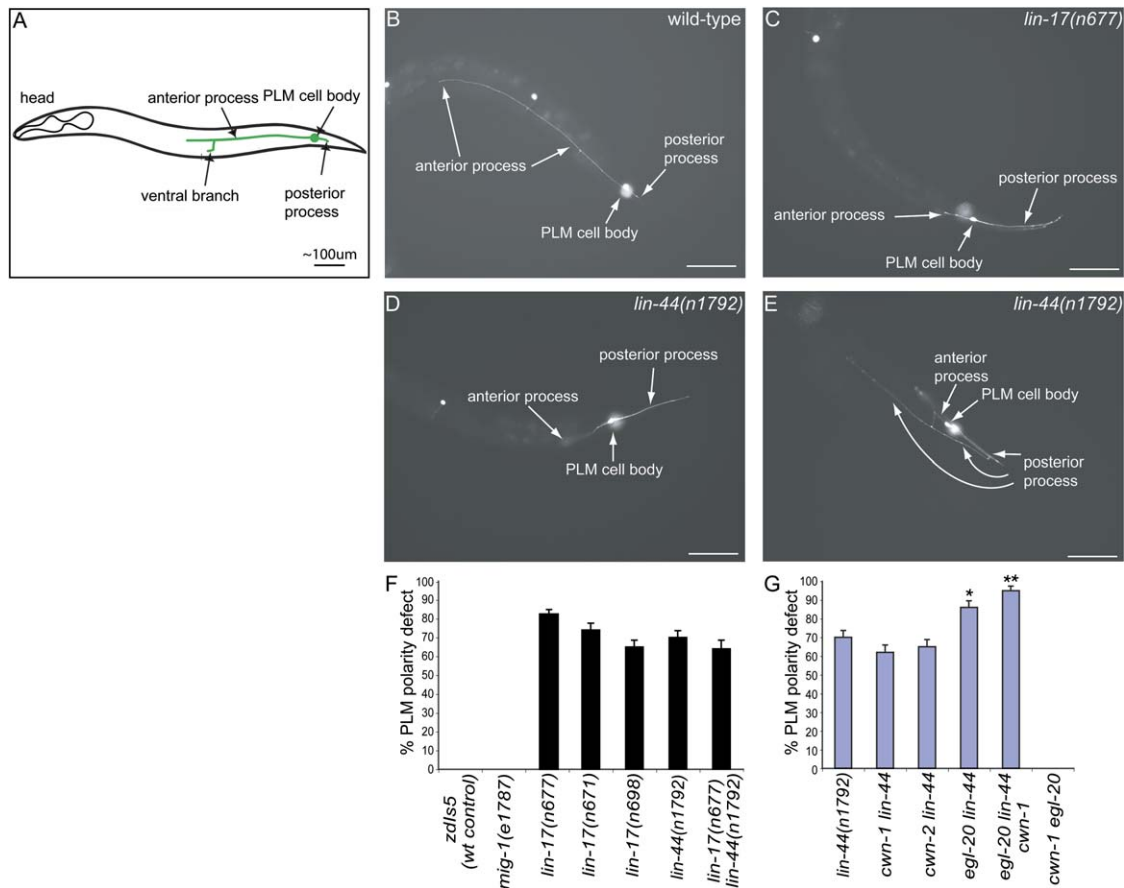 A
head
anterior process
PLM cell body
ventral branch
posterior
process
~100um
B
wild-type
anterior process
posterior
process
PLM cell body
C
lin-17(n677)
posterior process
anterior process
PLM cell body
D
lin-44(n1792)
posterior process
anterior process
PLM cell body
E
lin-44(n1792)
anterior
process
PLM cell body
posterior
process
F
% PLM polarity defect
100
90
80
70
60
50
40
30
20
10
0
zdIs5
(wt control)
mig-1(e1787)
lin-17(n677)
lin-17(n671)
lin-17(n698)
lin-44(n1792)
lin-17(n677)
lin-44(n1792)
G
% PLM polarity defect
100
90
80
70
60
50
40
30
20
10
0
*
**
lin-44(n1792)
cwn-1 lin-44
cwn-2 lin-44
egl-20 lin-44
egl-20 lin-44
cwn-1
cwn-1 egl-20